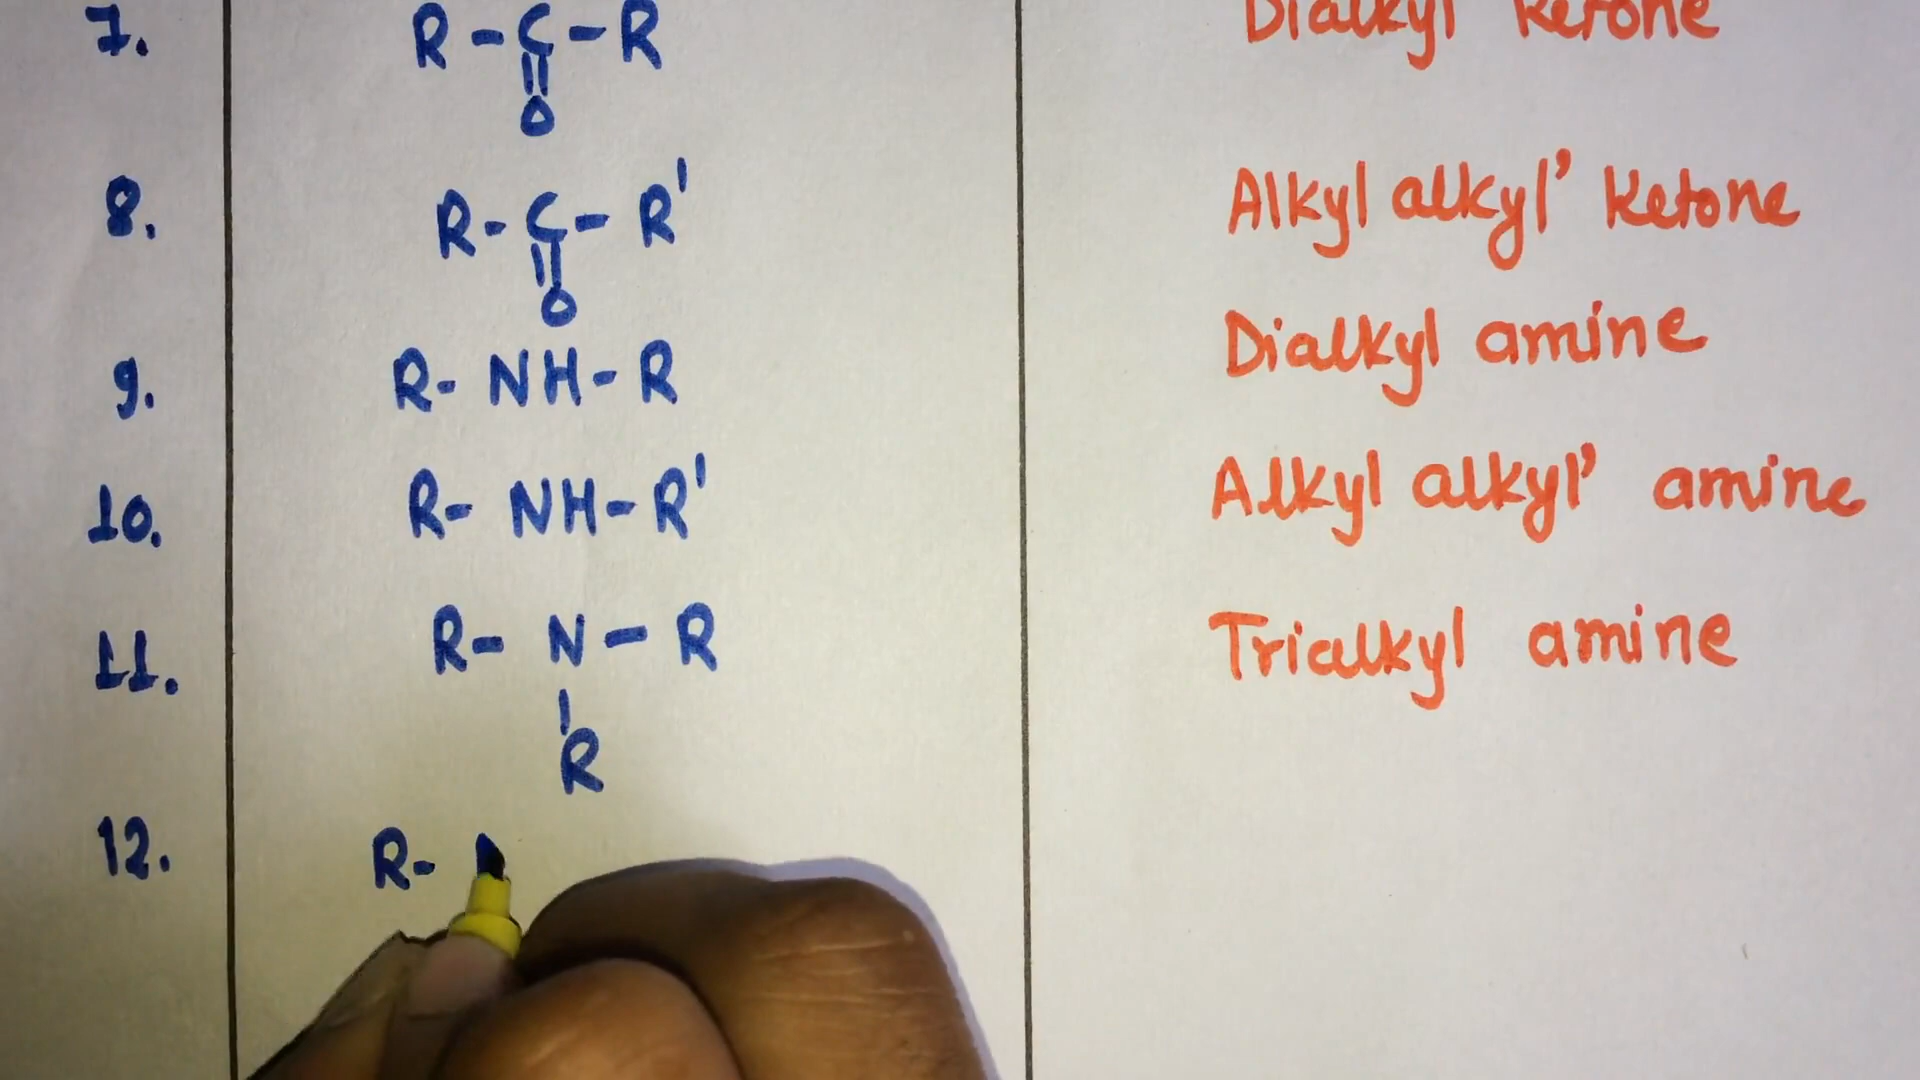 7. R-C-R Dialkyl Ketone
||
O
8. R-C-R' Alkyl alkyl' Ketone
||
O
9. R-NH-R Dialkyl amine
10. R-NH-R' Alkyl alkyl' amine
11. R-N-R Trialkyl amine
|
R
12. R-